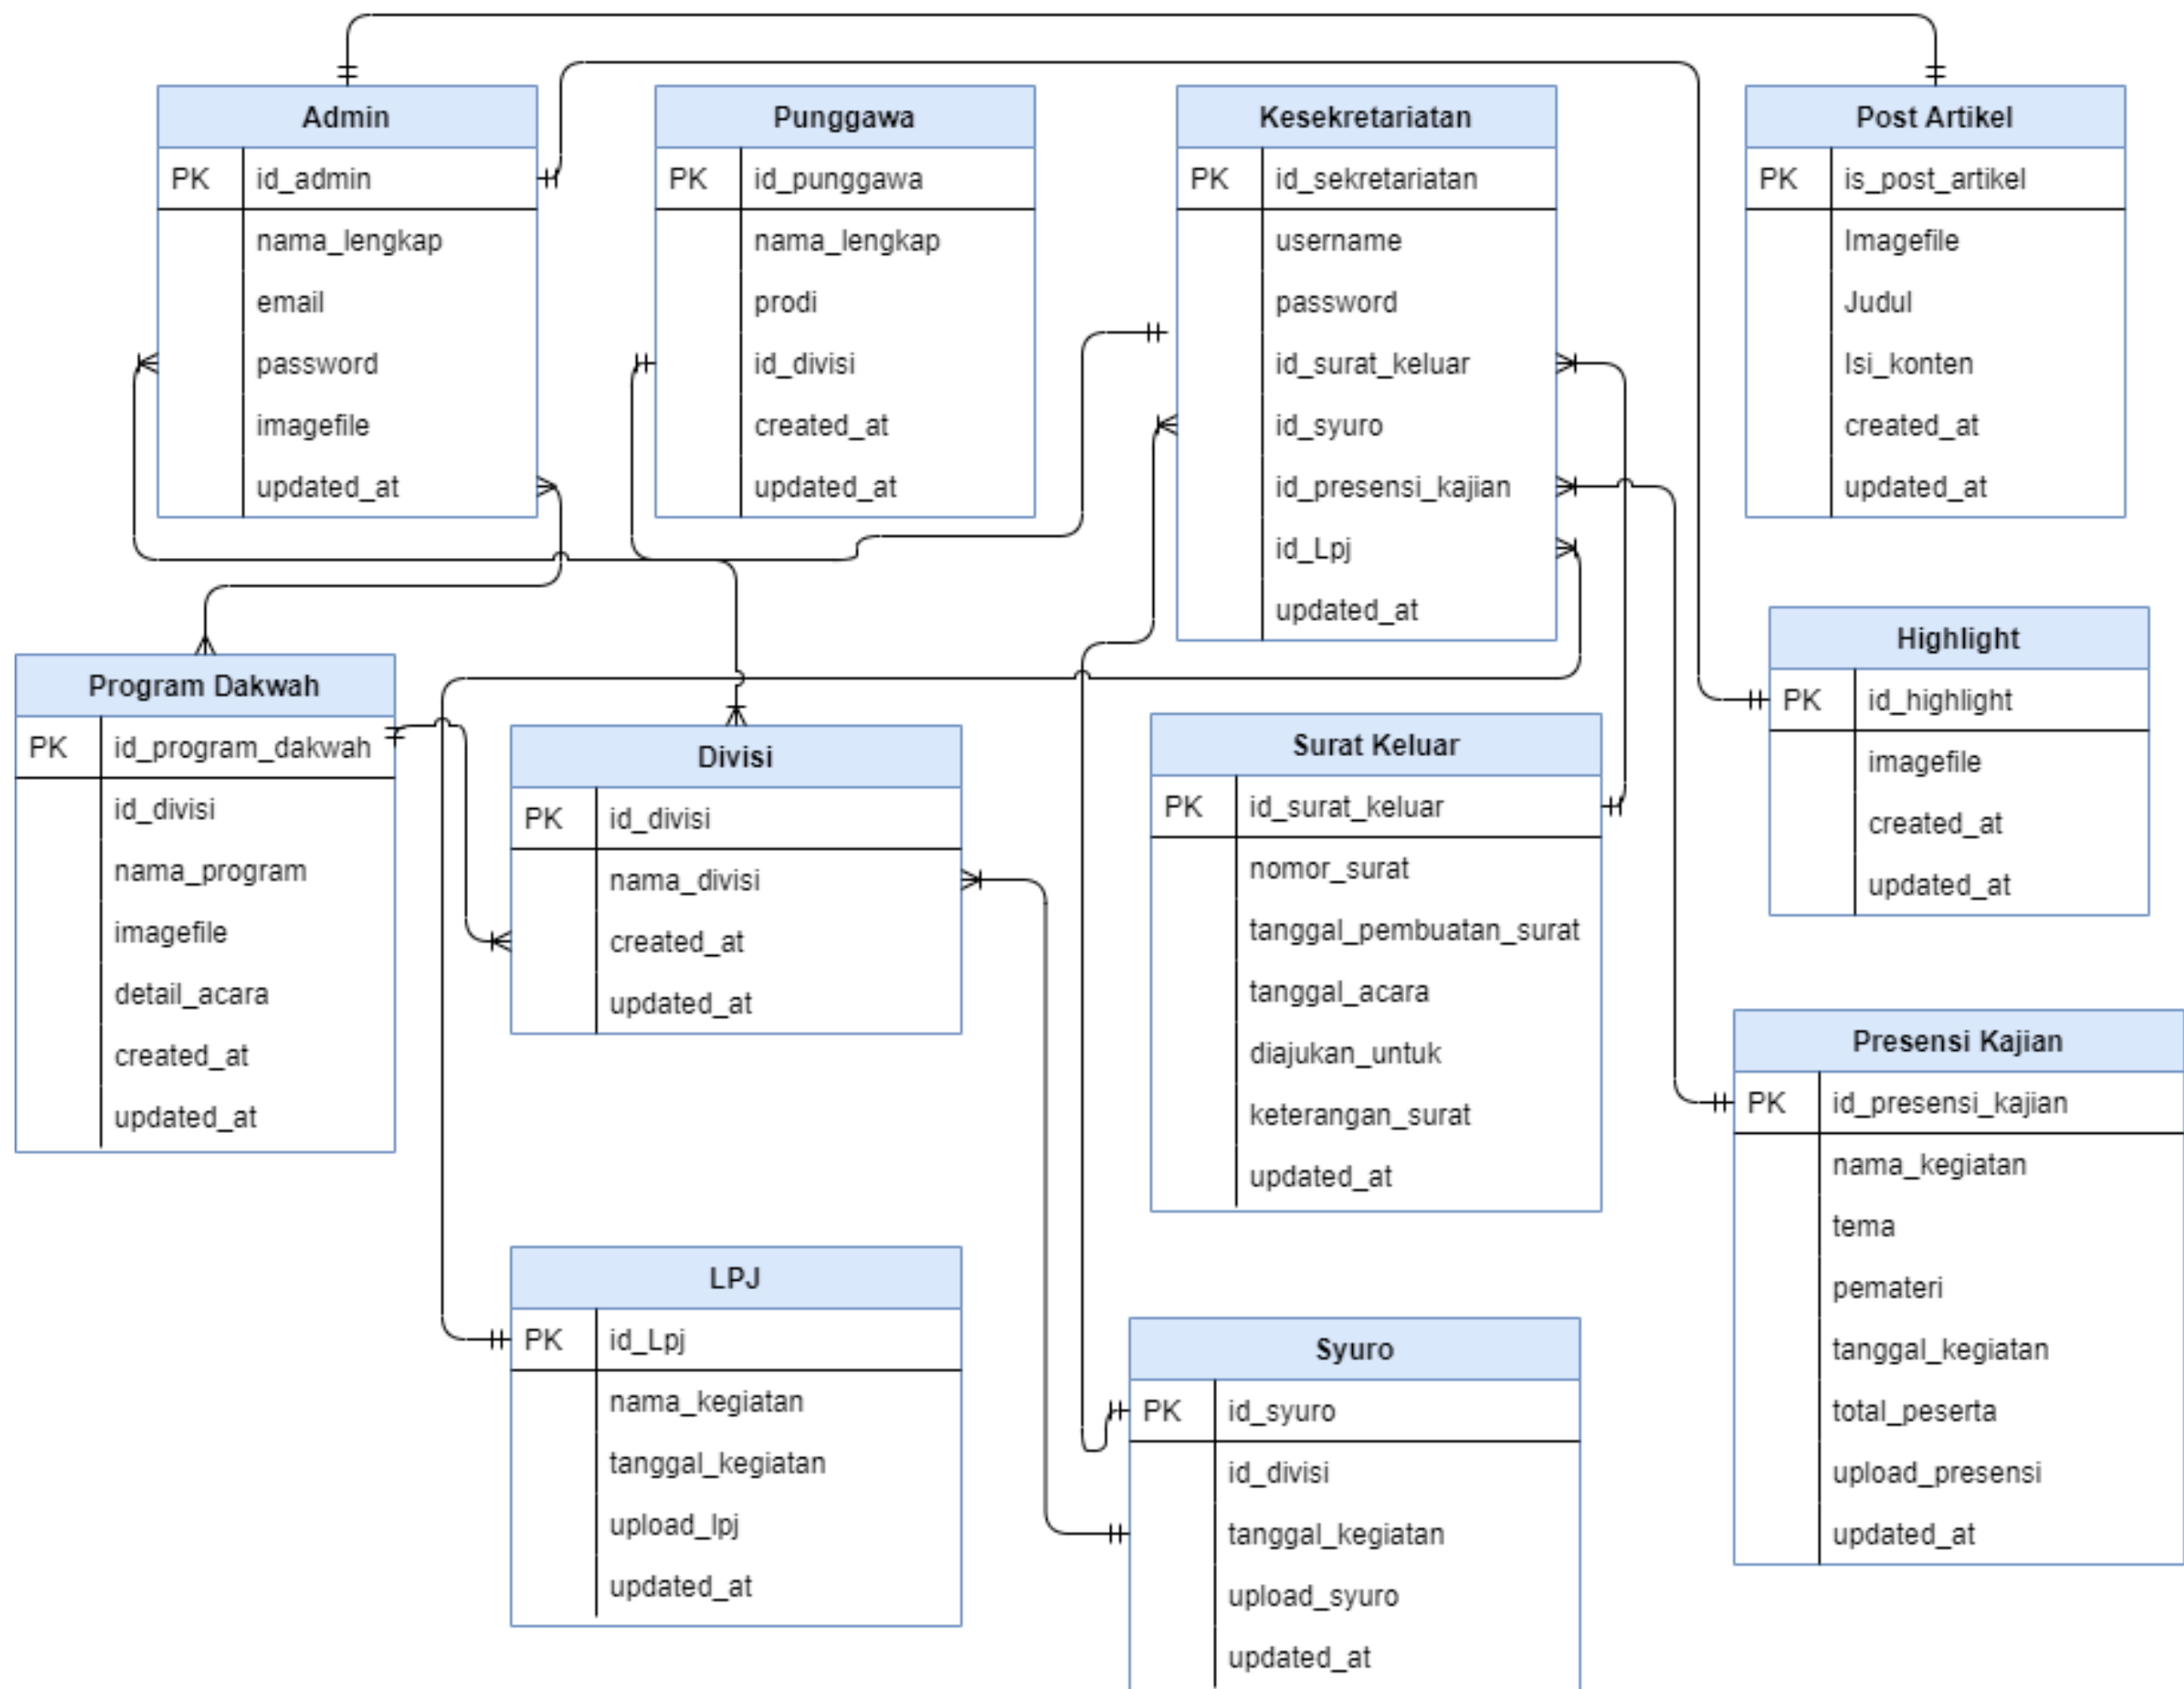 Admin
PK id_admin
nama_lengkap
email
password
imagefile
updated_at
Punggawa
PK id_punggawa
nama_lengkap
prodi
id_divisi
created_at
updated_at
Kesekretariatan
PK id_sekretariatan
username
password
id_surat_keluar
id_syuro
id_presensi_kajian
id_Lpj
updated_at
Post Artikel
PK is_post_artikel
Imagefile
Judul
Isi_konten
created_at
updated_at
Program Dakwah
PK id_program_dakwah
id_divisi
nama_program
imagefile
detail_acara
created_at
updated_at
Divisi
PK id_divisi
nama_divisi
created_at
updated_at
Surat Keluar
PK id_surat_keluar
nomor_surat
tanggal_pembuatan_surat
tanggal_acara
diajukan_untuk
keterangan_surat
updated_at
Highlight
PK id_highlight
imagefile
created_at
updated_at
Presensi Kajian
PK id_presensi_kajian
nama_kegiatan
tema
pemateri
tanggal_kegiatan
total_peserta
upload_presensi
updated_at
LPJ
PK id_Lpj
nama_kegiatan
tanggal_kegiatan
upload_lpj
updated_at
Syuro
PK id_syuro
id_divisi
tanggal_kegiatan
upload_syuro
updated_at